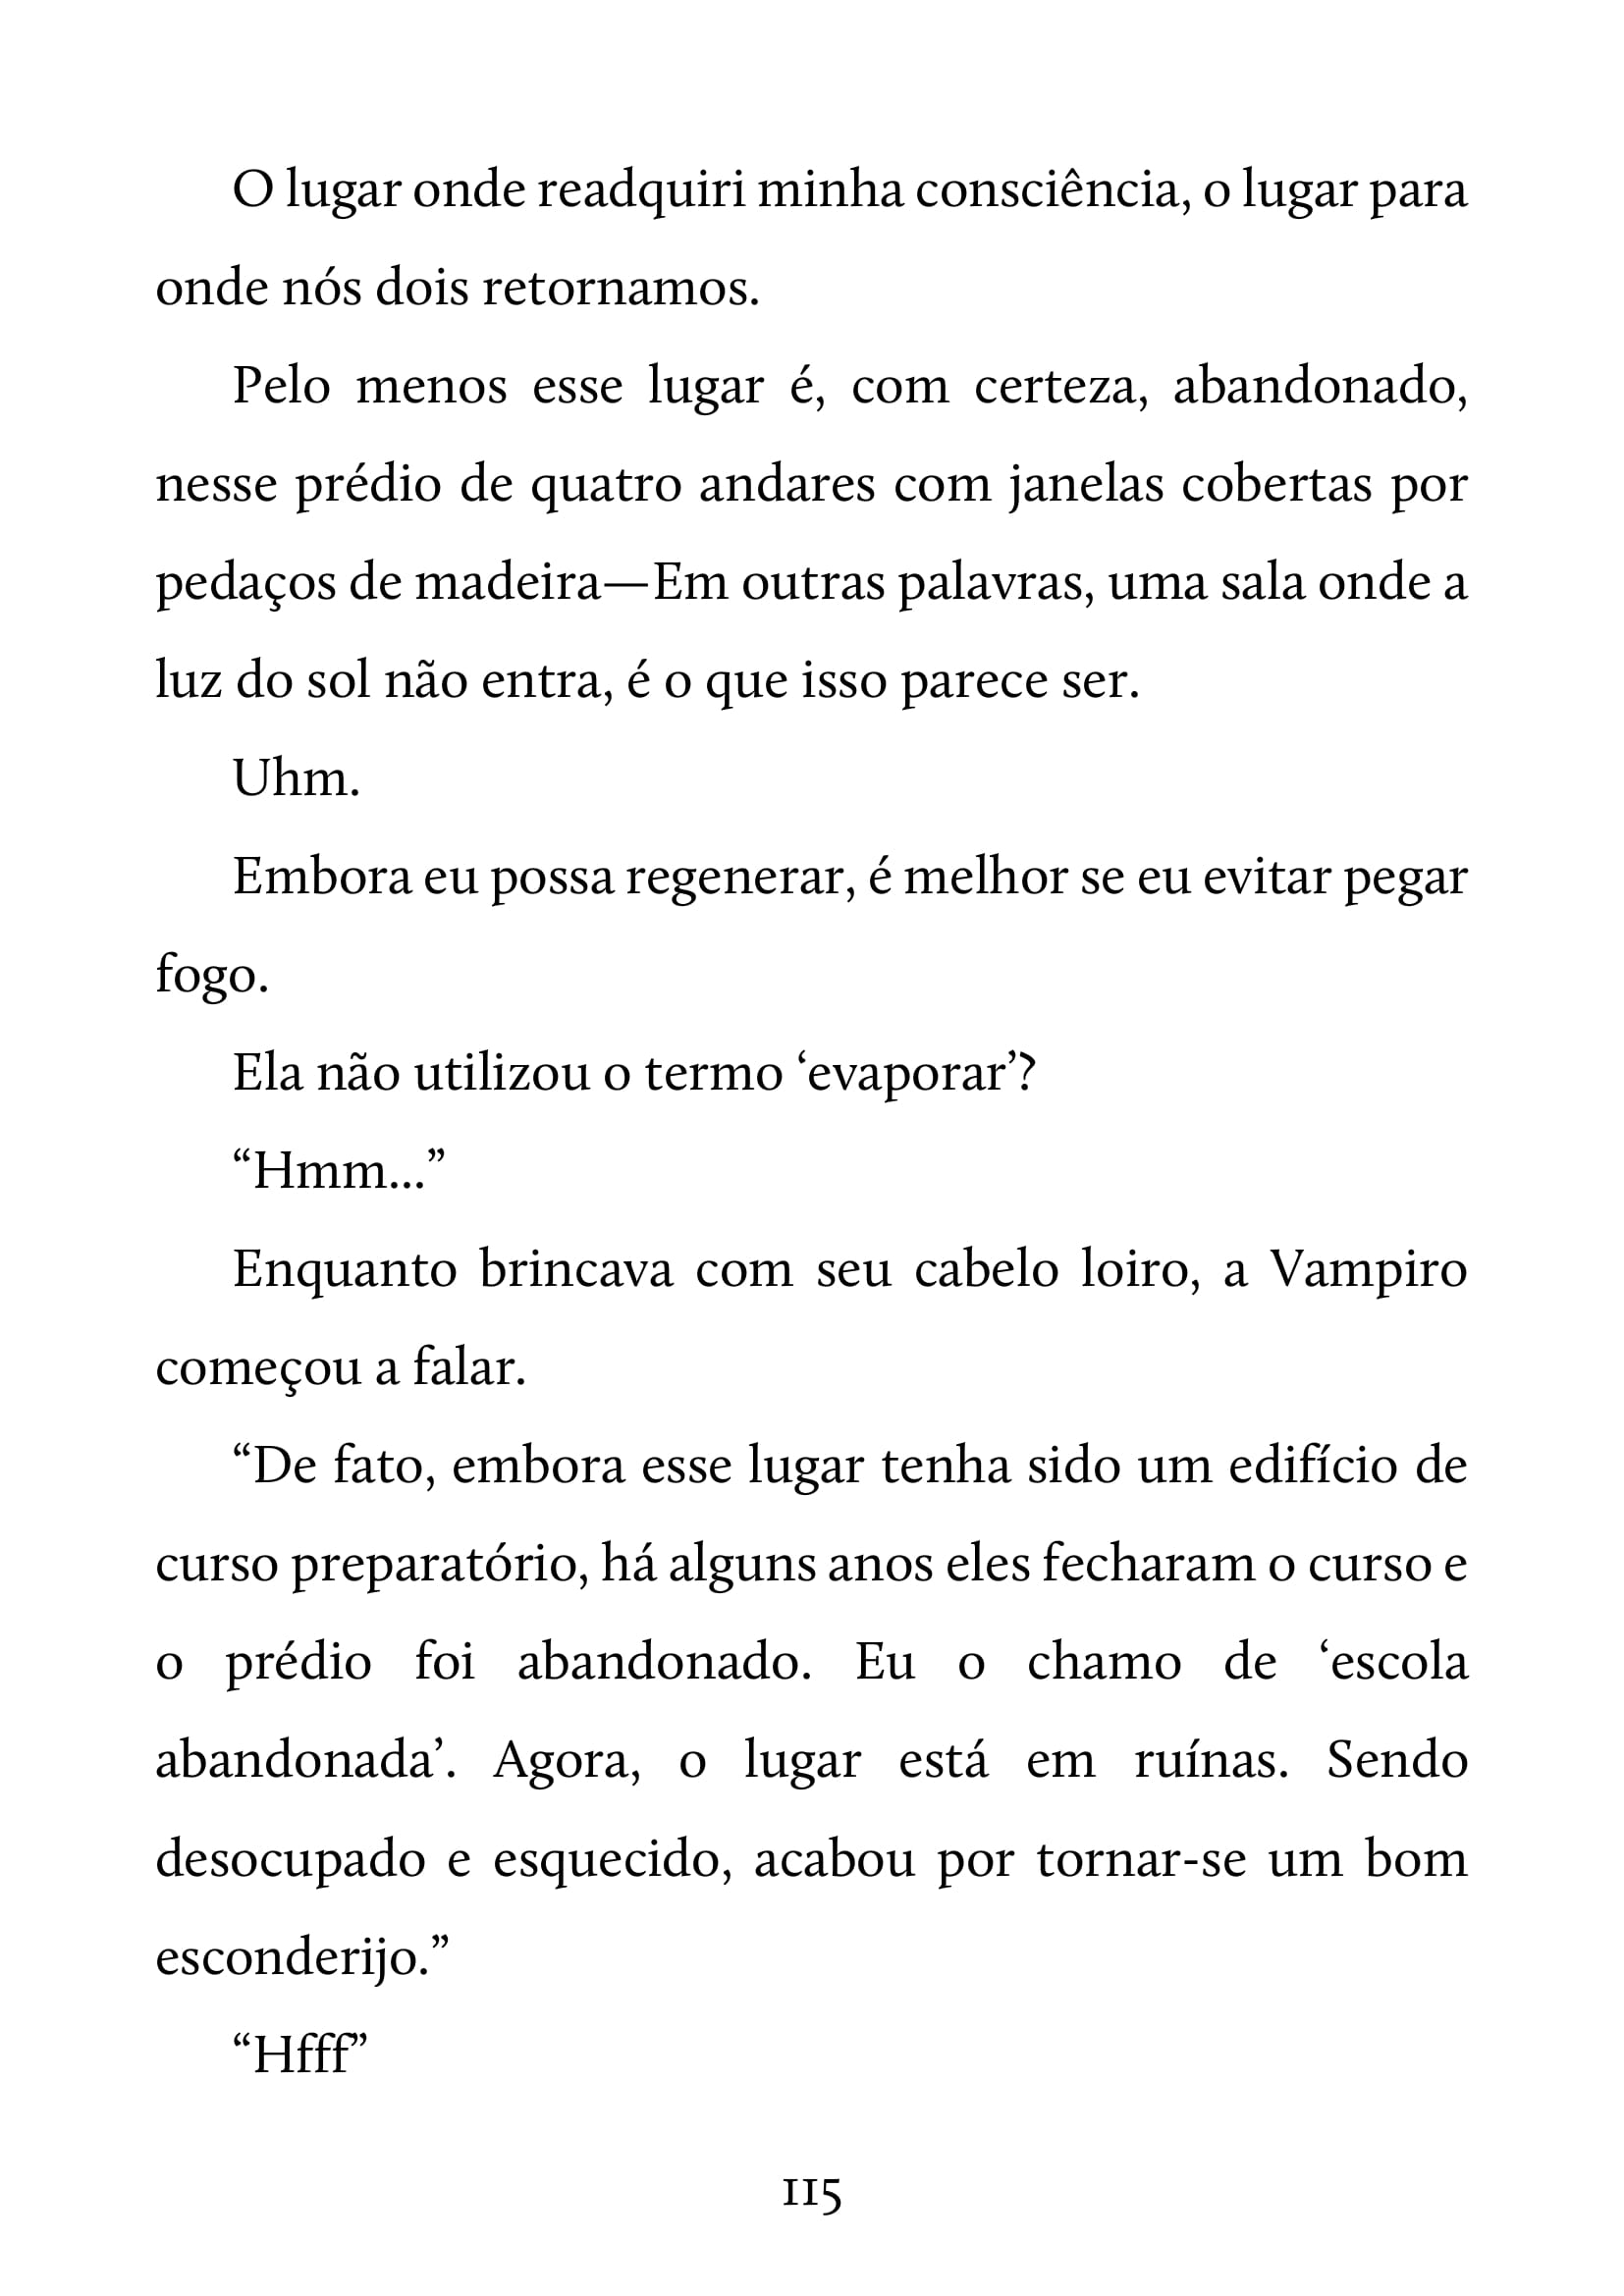 O lugar onde readquiri minha consciência, o lugar para
onde nós dois retornamos.
Pelo menos esse lugar é, com certeza, abandonado,
nesse prédio de quatro andares com janelas cobertas por
pedaços de madeira—Em outras palavras, uma sala onde a
luz do sol não entra, é o que isso parece ser.
Uhm.
Embora eu possa regenerar, é melhor se eu evitar pegar
fogo.
Ela não utilizou o termo ‘evaporar’?
“Hmm...”
Enquanto brincava com seu cabelo loiro, a Vampiro
começou a falar.
“De fato, embora esse lugar tenha sido um edifício de
curso preparatório, há alguns anos eles fecharam o curso e
o prédio foi abandonado. Eu o chamo de ‘escola
abandonada’. Agora, o lugar está em ruínas. Sendo
desocupado e esquecido, acabou por tornar-se um bom
esconderijo.”
“Hfff”
115